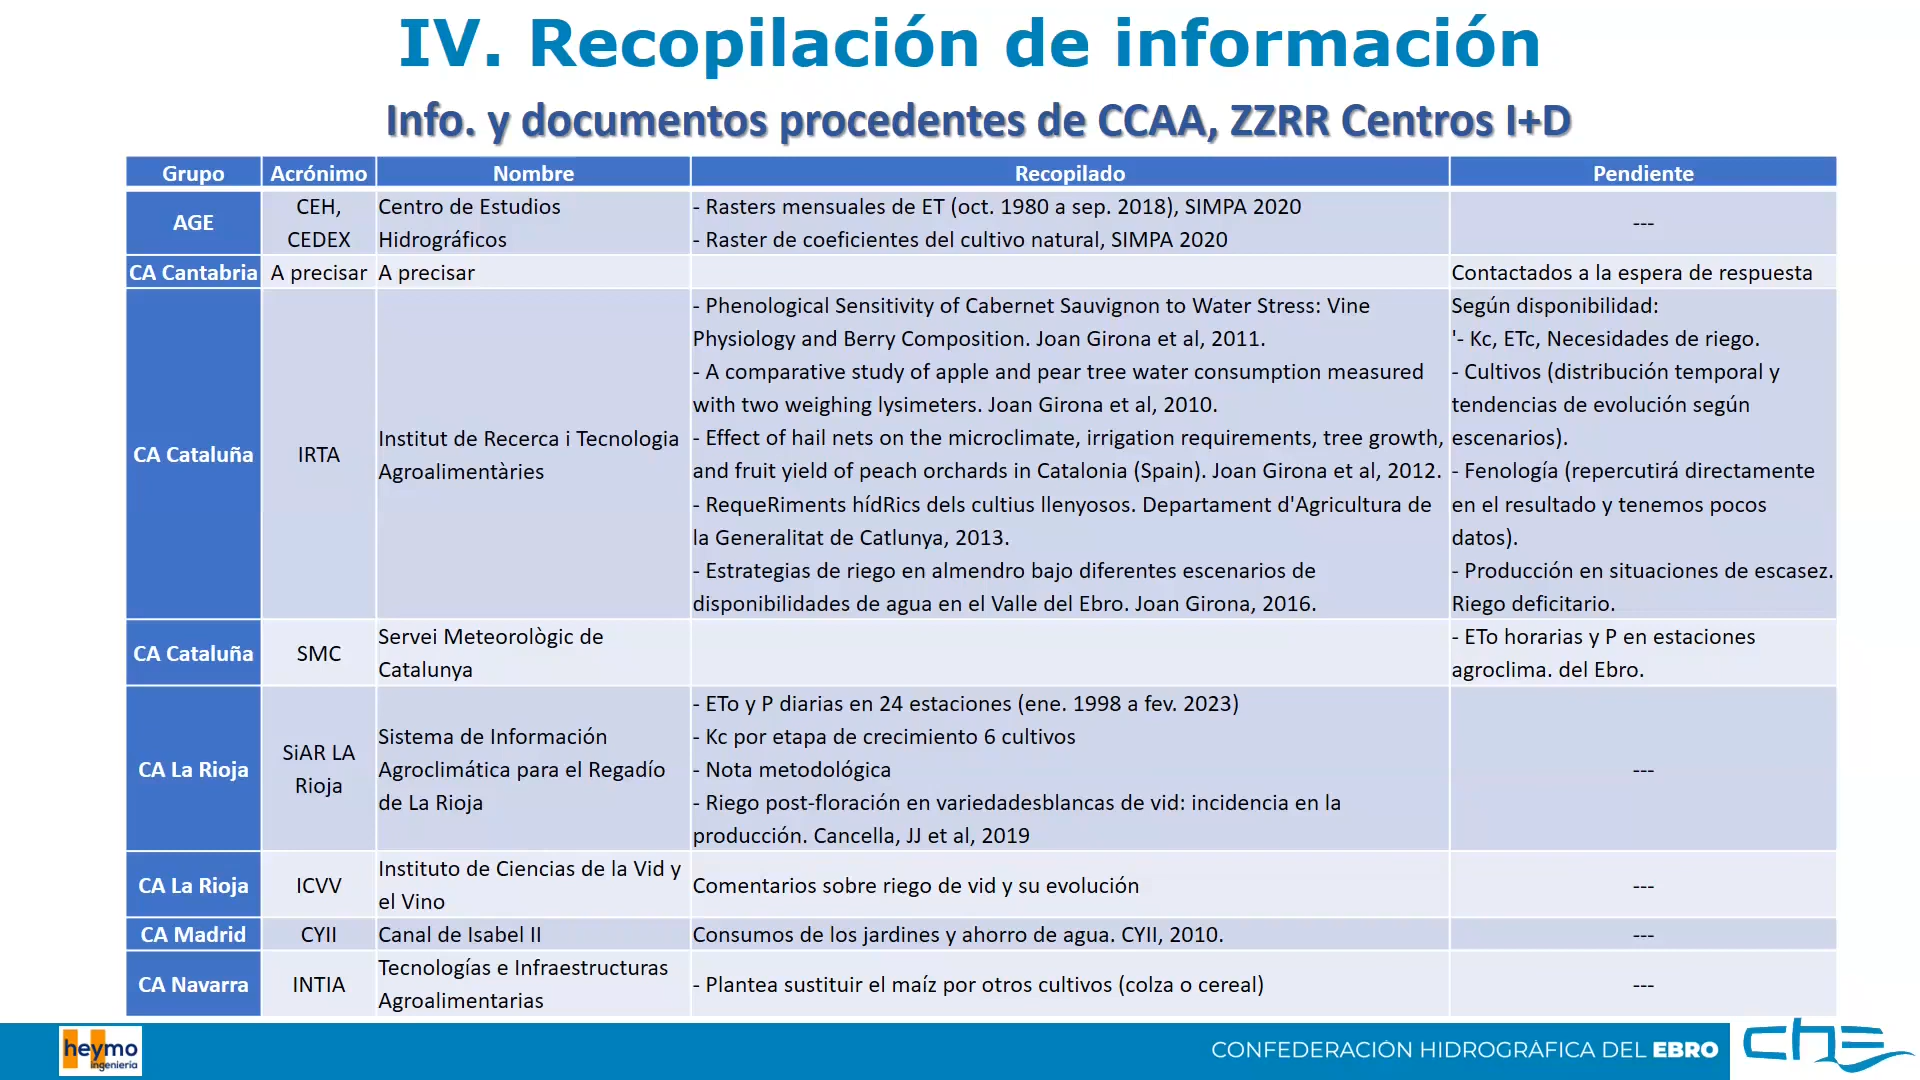 IV. Recopilación de información
Info. y documentos procedentes de CCAA, ZZRR Centros I+D
Grupo Acrónimo Nombre Recopilado Pendiente
AGE
CEH,
CEDEX
Centro de Estudios
Hidrográficos
- Rasters mensuales de ET (oct. 1980 a sep. 2018), SIMPA 2020
- Raster de coeficientes del cultivo natural, SIMPA 2020
---
CA Cantabria A precisar A precisar Contactados a la espera de respuesta
CA Cataluña
IRTA
Institut de Recerca i Tecnologia
Agroalimentàries
- Phenological Sensitivity of Cabernet Sauvignon to Water Stress: Vine
Physiology and Berry Composition. Joan Girona et al, 2011.
- A comparative study of apple and pear tree water consumption measured
with two weighing lysimeters. Joan Girona et al, 2010.
- Effect of hail nets on the microclimate, irrigation requirements, tree growth,
and fruit yield of peach orchards in Catalonia (Spain). Joan Girona et al, 2012.
- RequeRiments hídRics dels cultius llenyosos. Departament d'Agricultura de
la Generalitat de Catlunya, 2013.
- Estrategias de riego en almendro bajo diferentes escenarios de
disponibilidades de agua en el Valle del Ebro. Joan Girona, 2016.
Según disponibilidad:
'- Kc, ETc, Necesidades de riego.
- Cultivos (distribución temporal y
tendencias de evolución según
escenarios).
- Fenología (repercutirá directamente
en el resultado y tenemos pocos
datos).
- Producción en situaciones de escasez.
Riego deficitario.
CA Cataluña
SMC
Servei Meteorològic de
Catalunya
- ETo horarias y P en estaciones
agroclima. del Ebro.
CA La Rioja
SiAR LA
Rioja
Sistema de Información
Agroclimática para el Regadío
de La Rioja
- ETo y P diarias en 24 estaciones (ene. 1998 a fev. 2023)
- Kc por etapa de crecimiento 6 cultivos
- Nota metodológica
- Riego post-floración en variedadesblancas de vid: incidencia en la
producción. Cancella, JJ et al, 2019
---
CA La Rioja
ICVV
Instituto de Ciencias de la Vid y
el Vino
Comentarios sobre riego de vid y su evolución
---
CA Madrid CYII Canal de Isabel II Consumos de los jardines y ahorro de agua. CYII, 2010. ---
CA Navarra
INTIA
Tecnologías e Infraestructuras
Agroalimentarias
- Plantea sustituir el maíz por otros cultivos (colza o cereal)
---
heymo
ingeniería
CONFEDERACIÓN HIDROGRÁFICA DEL EBRO
che